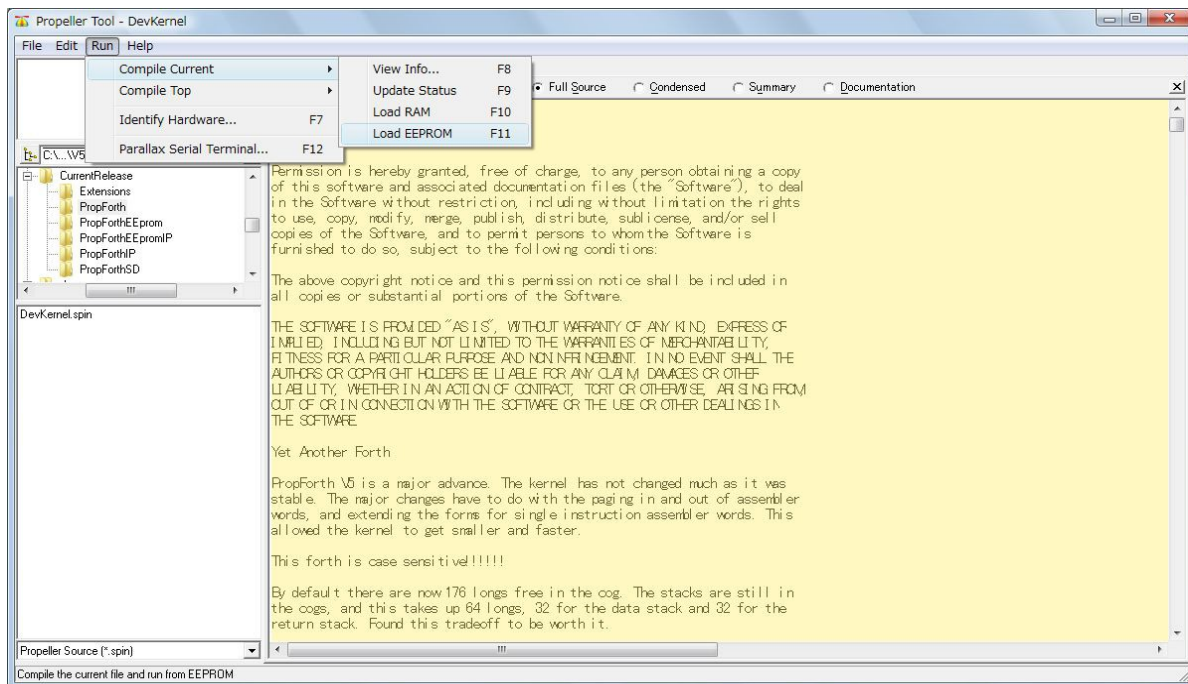 Propeller Tool - DevKernel
File Edit Run Help
Compile Current
Compile Top
Identify Hardware... F7
Parallax Serial Terminal... F12
View Info... F8
Update Status F9
Load RAM F10
Load EEPROM F11
Full Source Condensed Summary Documentation
C:\...\V5
CurrentRelease
Extensions
PropForth
PropForthEEprom
PropForthEEpromIP
PropForthIP
PropForthSD
DevKernel.spin
Propeller Source (*.spin)
Permission is hereby granted, free of charge, to any person obtaining a copy
of this software and associated documentation files (the "Software"), to deal
in the Software without restriction, including without limitation the rights
to use, copy, modify, merge, publish, distribute, sublicense, and/or sell
copies of the Software, and to permit persons to whom the Software is
furnished to do so, subject to the following conditions:
The above copyright notice and this permission notice shall be included in
all copies or substantial portions of the Software.
THE SOFTWARE IS PROVIDED "AS IS", WITHOUT WARRANTY OF ANY KIND, EXPRESS OR
IMPLIED, INCLUDING BUT NOT LIMITED TO THE WARRANTIES OF MERCHANTABILITY,
FITNESS FOR A PARTICULAR PURPOSE AND NONINFRINGEMENT. IN NO EVENT SHALL THE
AUTHORS OR COPYRIGHT HOLDERS BE LIABLE FOR ANY CLAIM, DAMAGES OR OTHER
LIABILITY, WHETHER IN AN ACTION OF CONTRACT, TORT OR OTHERWISE, ARISING FROM,
OUT OF OR IN CONNECTION WITH THE SOFTWARE OR THE USE OR OTHER DEALINGS IN
THE SOFTWARE.
Yet Another Forth
PropForth V5 is a major advance. The kernel has not changed much as it was
stable. The major changes have to do with the paging in and out of assembler
words, and extending the forms for single instruction assembler words. This
allowed the kernel to get smaller and faster.
This forth is case sensitive!!!!!!
By default there are now 176 longs free in the cog. The stacks are still in
the cogs, and this takes up 64 longs, 32 for the data stack and 32 for the
return stack. Found this tradeoff to be worth it.
Compile the current file and run from EEPROM